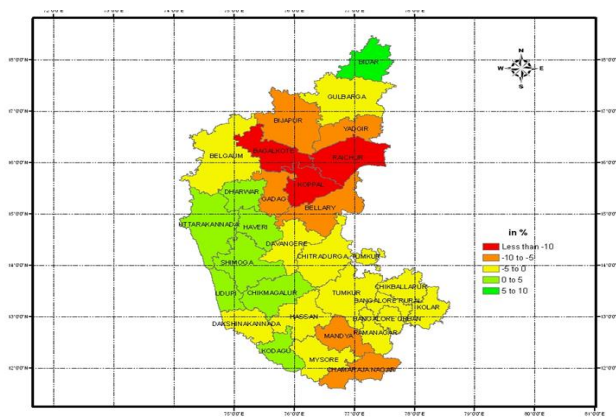 N
W E
S
BIDAR
GULBARGA
BIJAPUR
YADGIR
BELGAUM
BAGALKOTE
RAICHUR
KOPPAL
DHARWAR
GADAG
BELLARY
UTTARAKANNADA
HAVERI
DAVANGERE
CHITRADURGA
TUMKUR
SHIMOGA
UDUPI
CHIKMAGALUR
TUMKUR
CHIKBALLAPUR
BANGALORE RURAL
KOLAR
HASSAN
BANGALORE URBAN
DAKSHINAKANNADA
MANDYA
RAMANAGAR
KODAGU
MYSORE
CHAMARAJA NAGAR
in %
Less than -10
-10 to -5
-5 to 0
0 to 5
5 to 10